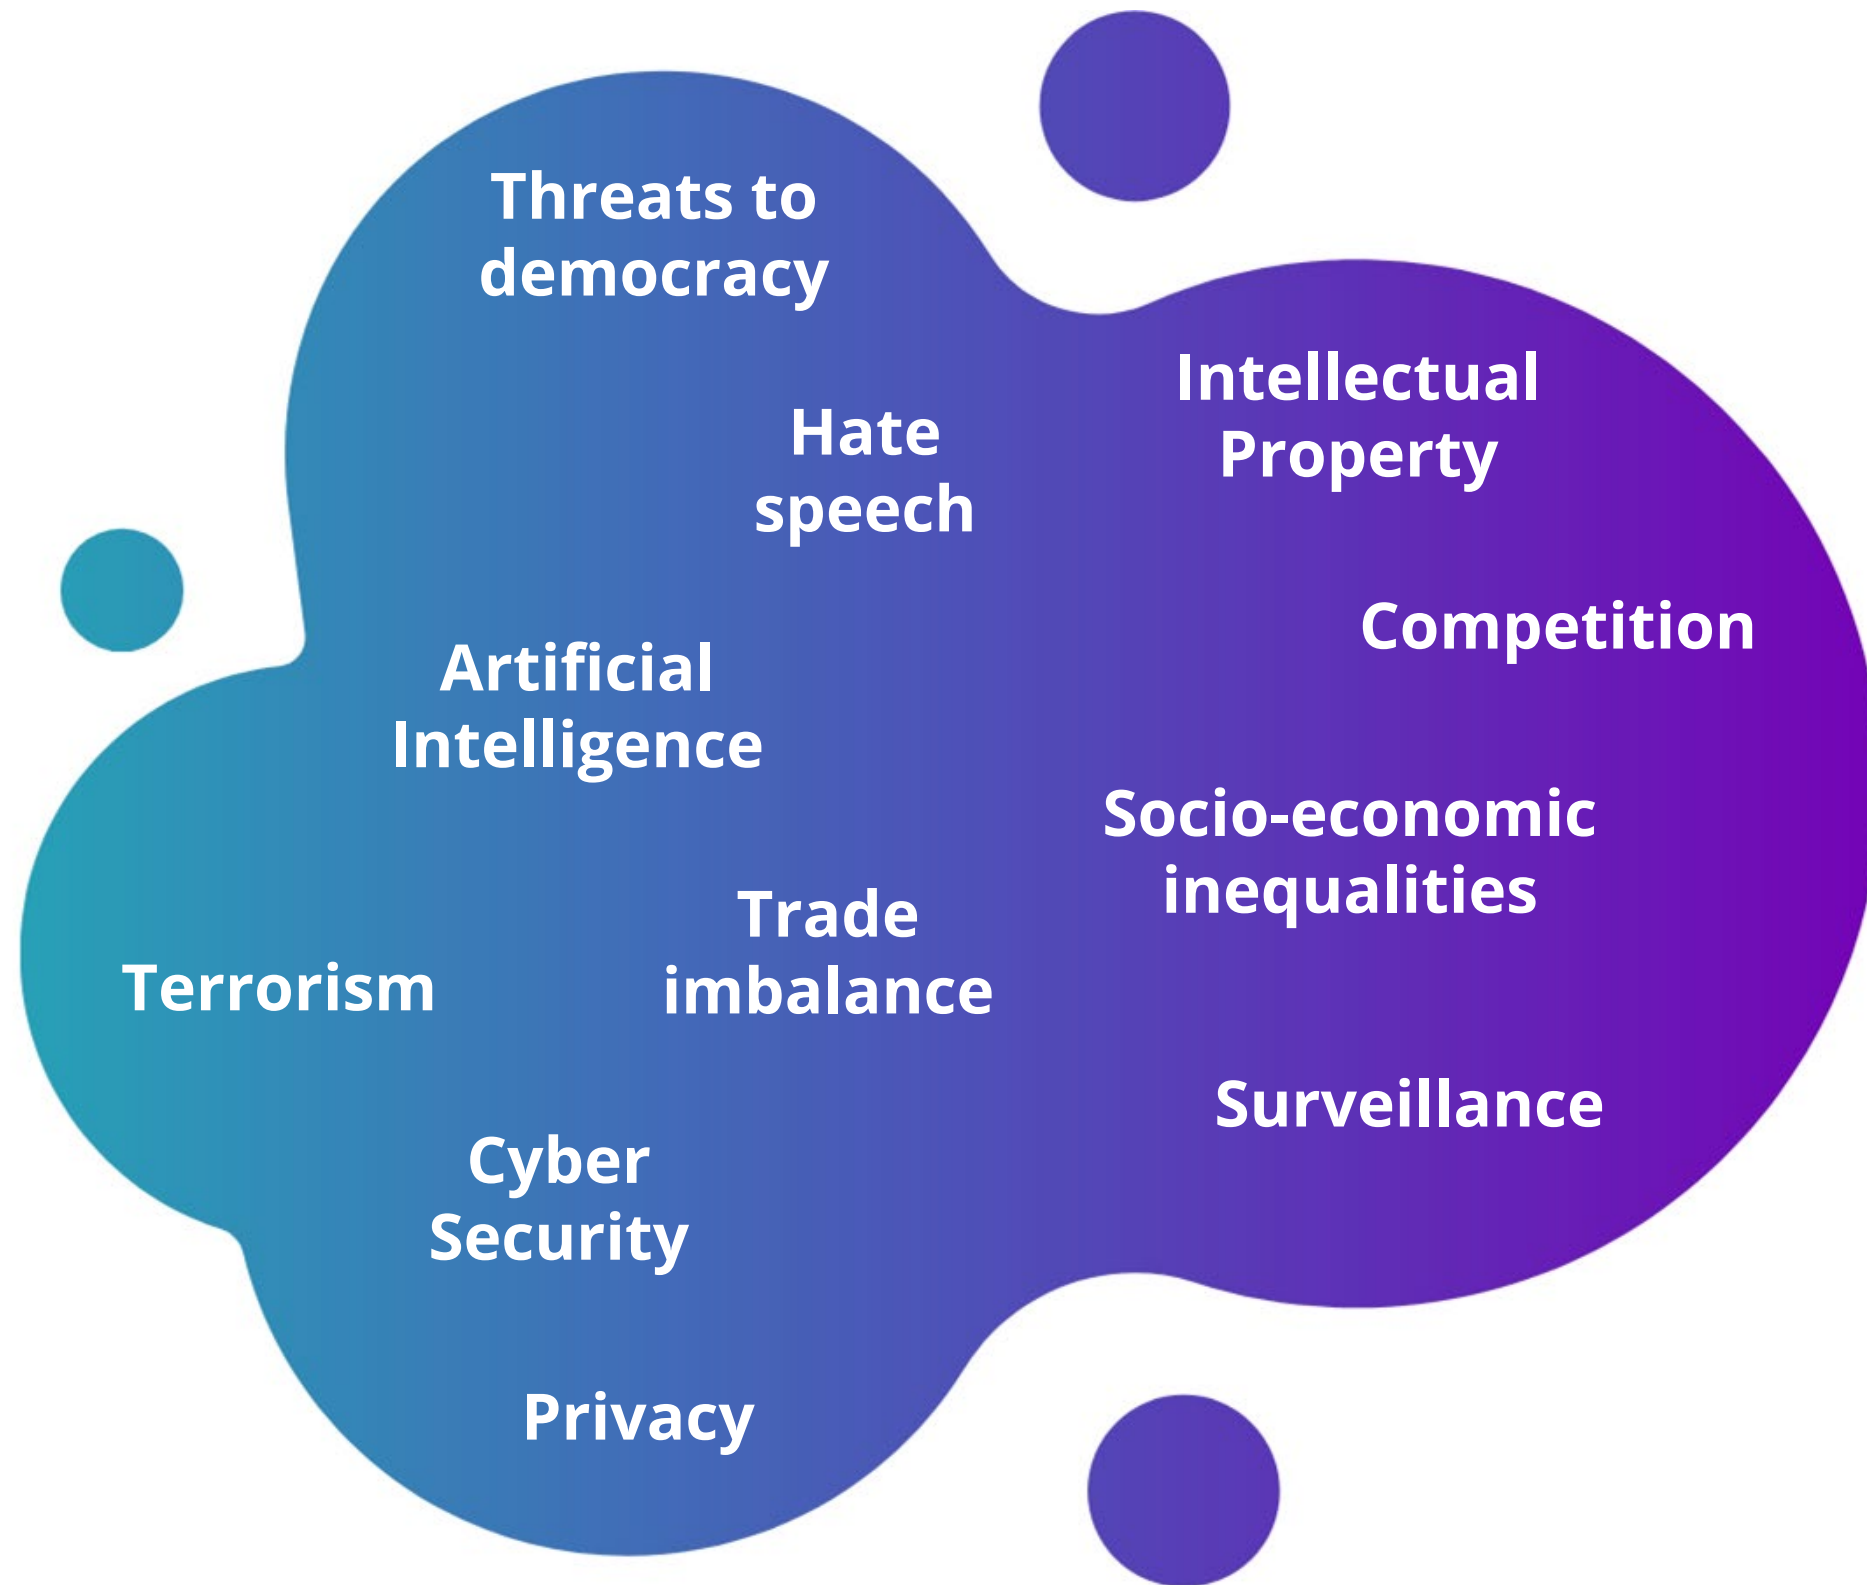 Threats to
democracy
Hate
speech
Intellectual
Property
Competition
Artificial
Intelligence
Socio-economic
inequalities
Trade
imbalance
Terrorism
Surveillance
Cyber
Security
Privacy